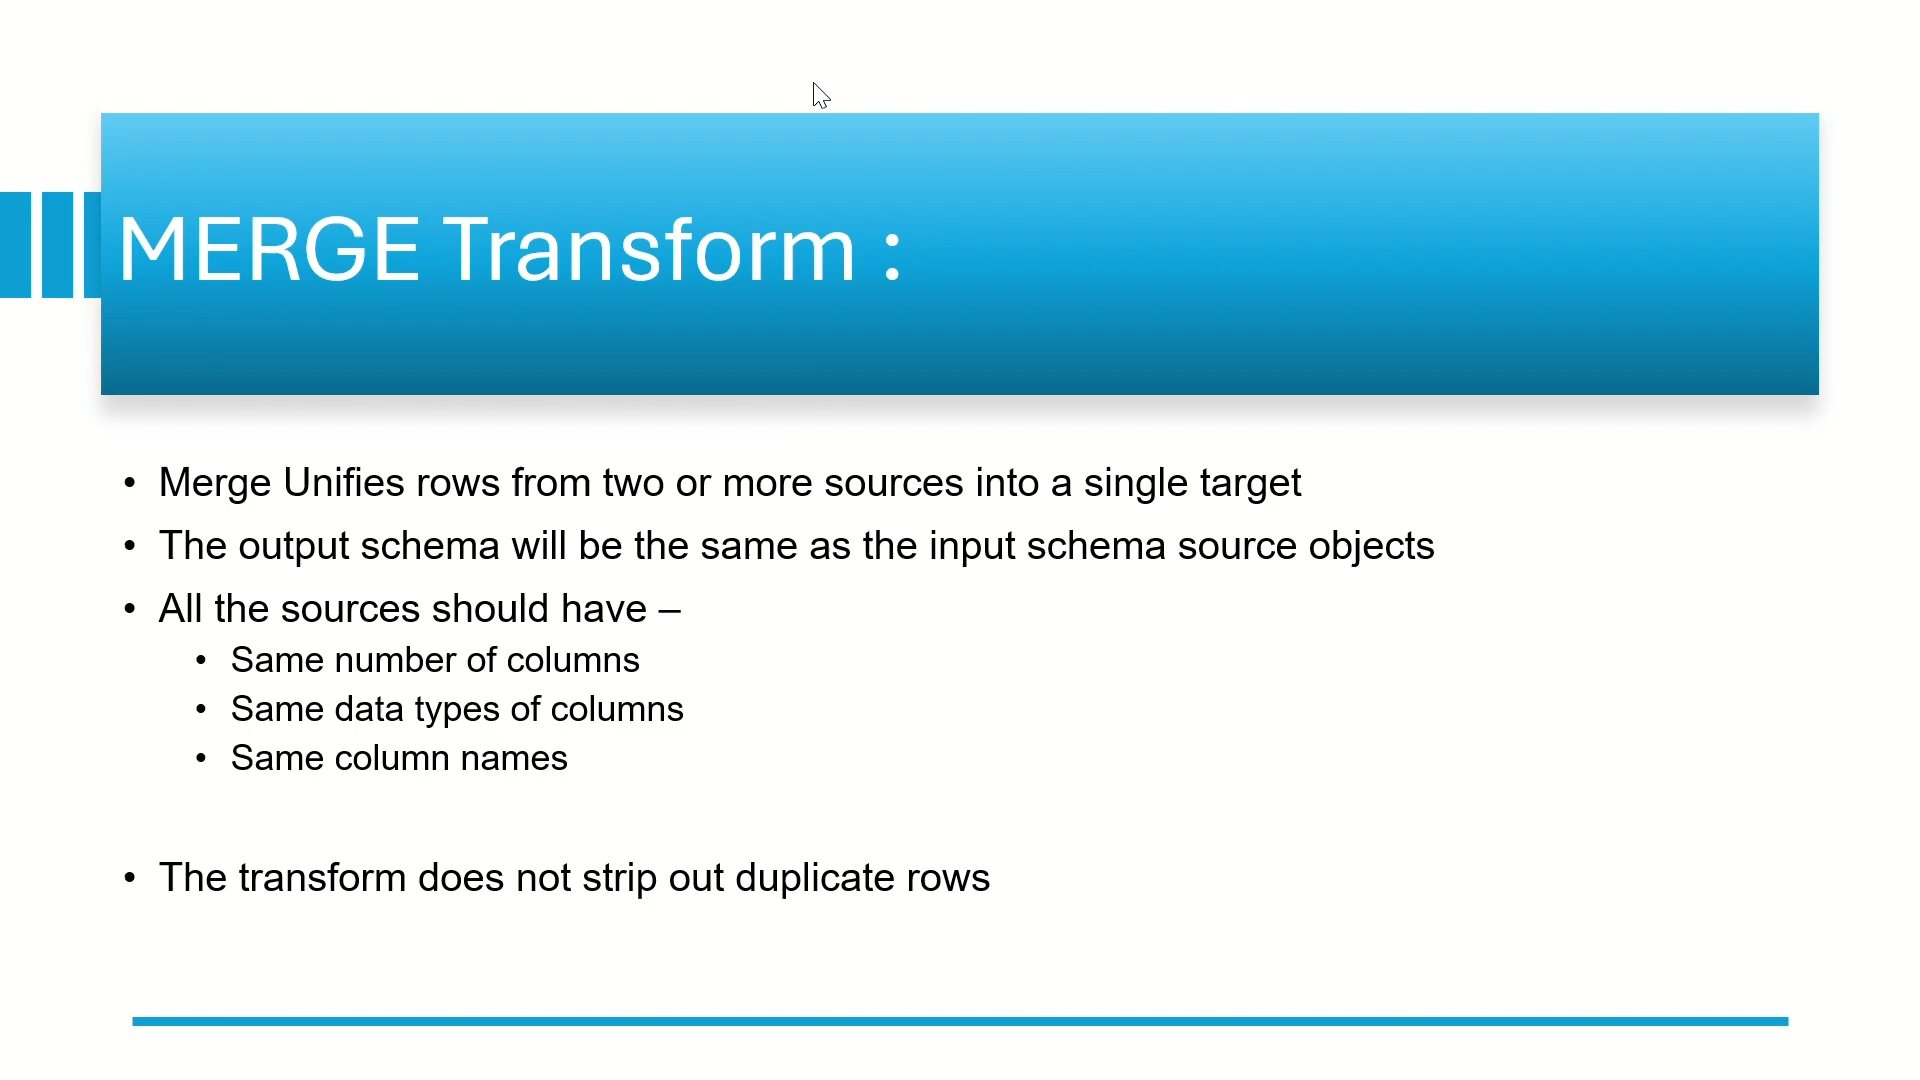 MERGE Transform :
• Merge Unifies rows from two or more sources into a single target
• The output schema will be the same as the input schema source objects
• All the sources should have –
• Same number of columns
• Same data types of columns
• Same column names
• The transform does not strip out duplicate rows